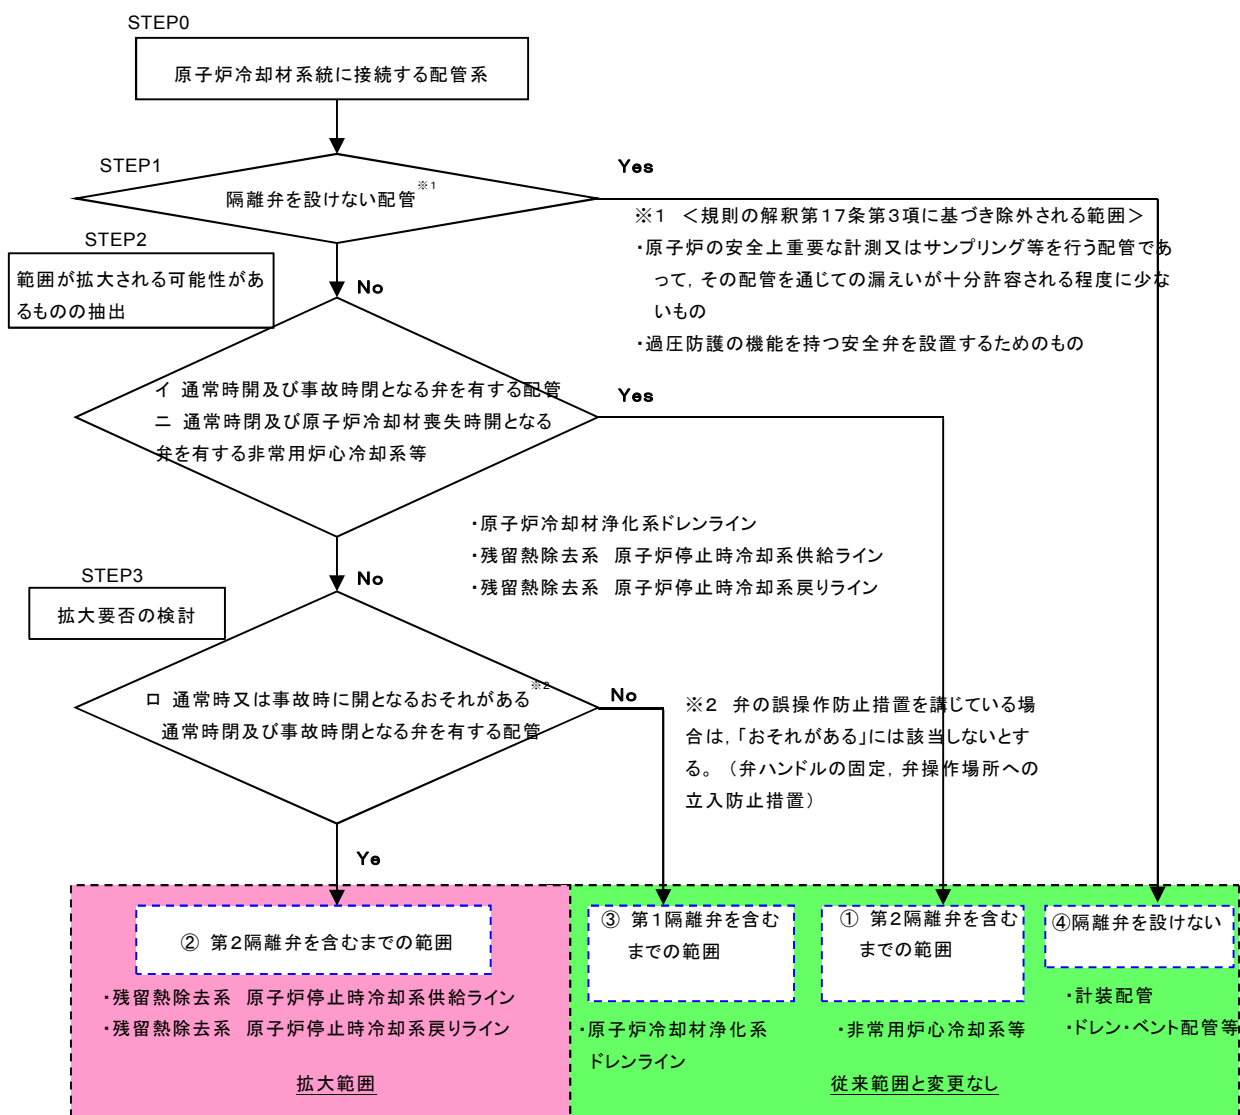 STEP0
原子炉冷却材系統に接続する配管系
STEP1
隔離弁を設けない配管※1
Yes
※1 ＜規則の解釈第17条第3項に基づき除外される範囲＞
・原子炉の安全上重要な計測又はサンプリング等を行う配管であ
って，その配管を通じての漏えいが十分許容される程度に少な
いもの
・過圧防護の機能を持つ安全弁を設置するためのもの
STEP2
範囲が拡大される可能性があ
るものの抽出
No
イ 通常時開及び事故時閉となる弁を有する配管
ニ 通常時閉及び原子炉冷却材喪失時開となる
弁を有する非常用炉心冷却系等
Yes
・原子炉冷却材浄化系ドレンライン
・残留熱除去系 原子炉停止時冷却系供給ライン
・残留熱除去系 原子炉停止時冷却系戻りライン
No
STEP3
拡大要否の検討
ロ 通常時又は事故時に開となるおそれがある※2
通常時閉及び事故時閉となる弁を有する配管
No
※2 弁の誤操作防止措置を講じている場
合は，「おそれがある」には該当しないとす
る。（弁ハンドルの固定，弁操作場所への
立入防止措置）
Ye
② 第2隔離弁を含むまでの範囲
・残留熱除去系 原子炉停止時冷却系供給ライン
・残留熱除去系 原子炉停止時冷却系戻りライン
拡大範囲
③ 第1隔離弁を含む
までの範囲
・原子炉冷却材浄化系
ドレンライン
① 第2隔離弁を含む
までの範囲
・非常用炉心冷却系等
④隔離弁を設けない
・計装配管
・ドレン・ベント配管等
従来範囲と変更なし